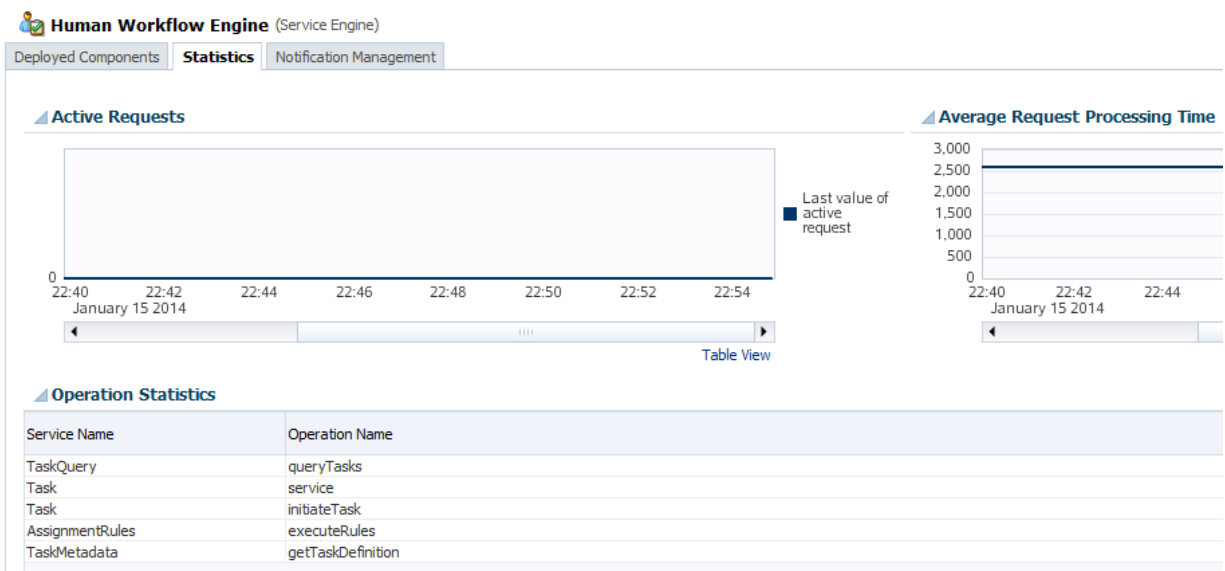 Human Workflow Engine (Service Engine)
Deployed Components Statistics Notification Management
Active Requests
0
22:40 22:42 22:44 22:46 22:48 22:50 22:52 22:54
January 15 2014
Last value of
active
request
Table View
Average Request Processing Time
3,000
2,500
2,000
1,500
1,000
500
0
22:40 22:42 22:44
January 15 2014
Operation Statistics
Service Name Operation Name
TaskQuery queryTasks
Task service
Task initiateTask
AssignmentRules executeRules
TaskMetadata getTaskDefinition